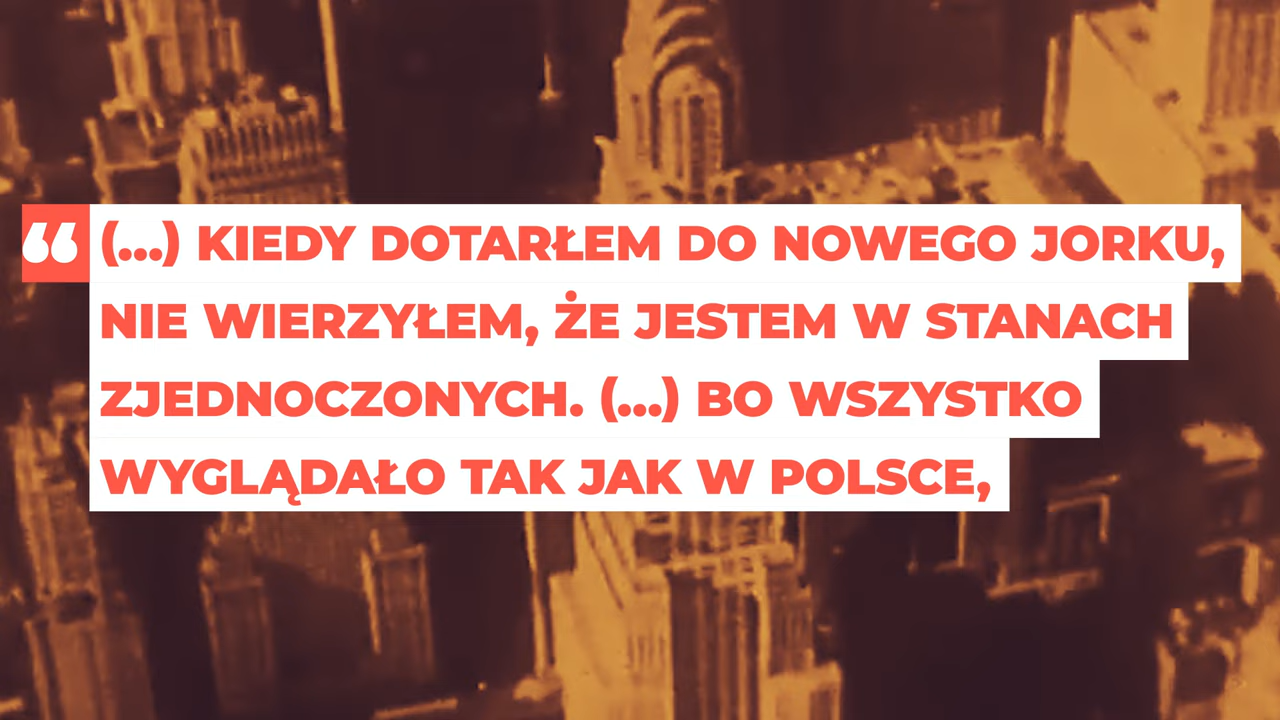 “ (...) KIEDY DOTARŁEM DO NOWEGO JORKU,
NIE WIERZYŁEM, ŻE JESTEM W STANACH
ZJEDNOCZONYCH. (...) BO WSZYSTKO
WYGLĄDAŁO TAK JAK W POLSCE,